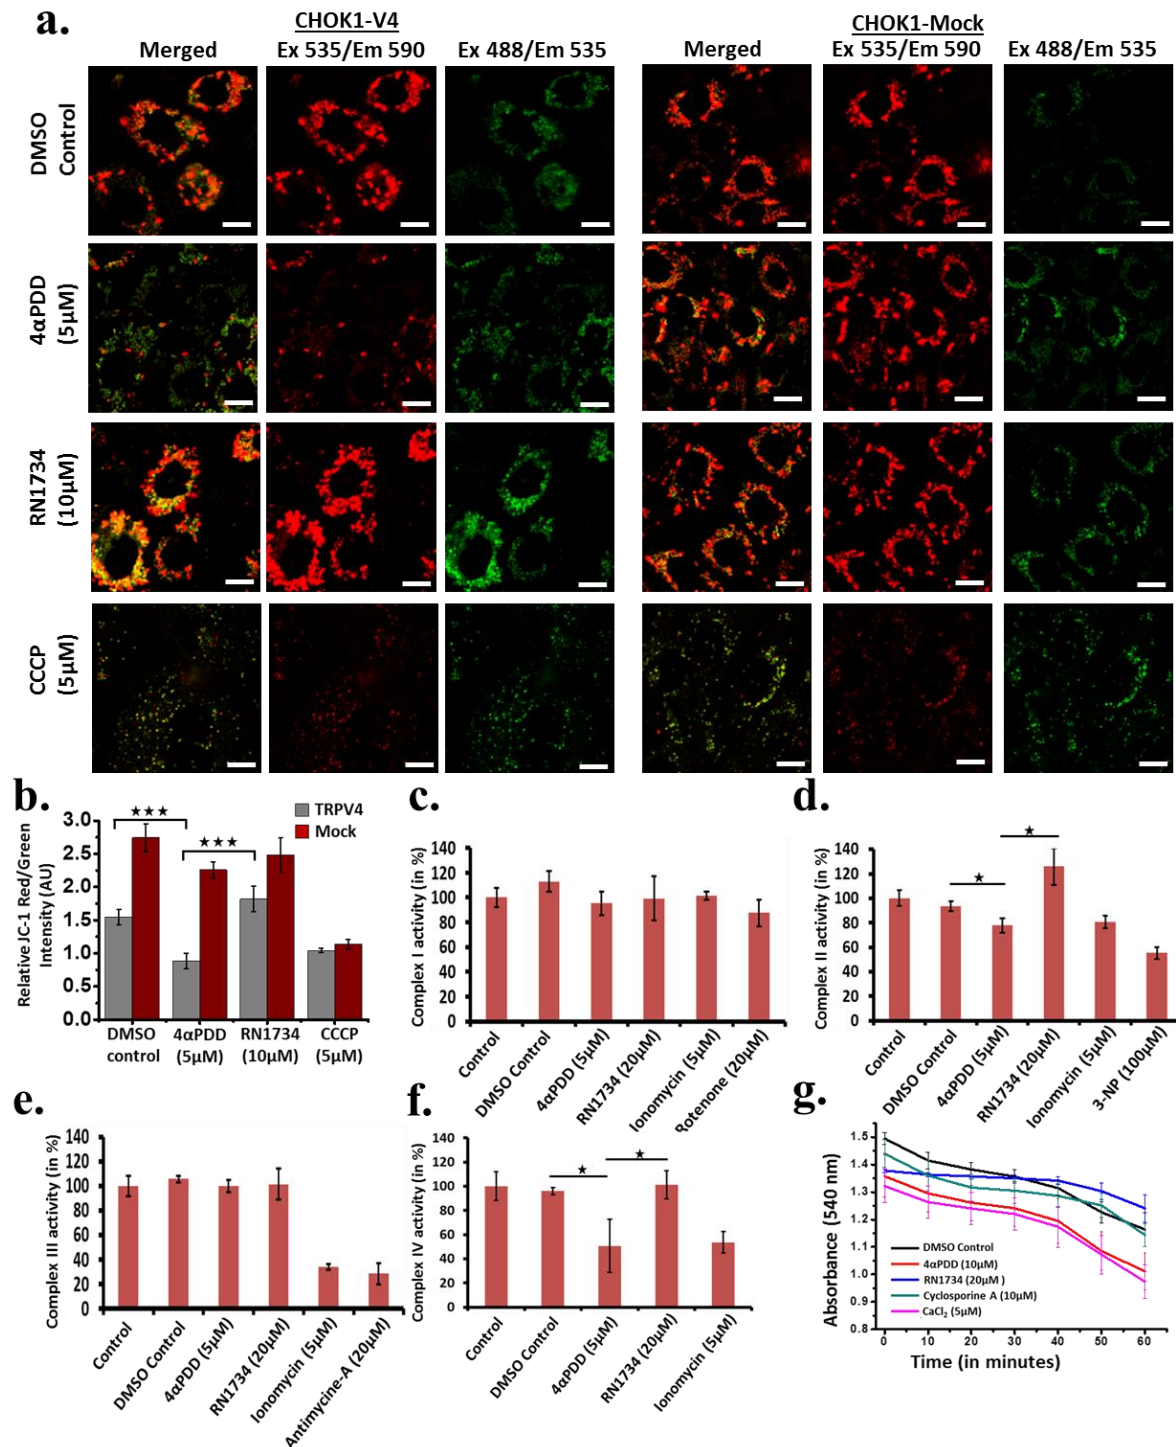 a.
CHOK1-V4
CHOK1-Mock
Merged
Ex 535/Em 590
Ex 488/Em 535
Merged
Ex 535/Em 590
Ex 488/Em 535
DMSO
Control
4αPDD
(5μM)
RN1734
(10μM)
CCCP
(5μM)
b.
Relative JC-1 Red/Green
Intensity (AU)
3.0
2.5
2.0
1.5
1.0
0.5
0.0
★★★
★★★
TRPV4
Mock
DMSO
control
4αPDD
(5μM)
RN1734
(10μM)
CCCP
(5μM)
c.
Complex I activity (in %)
140
120
100
80
60
40
20
0
Control
DMSO Control
4αPDD (5μM)
RN1734 (20μM)
Ionomycin (5μM)
Rotenone (20μM)
d.
Complex II activity (in %)
140
120
100
80
60
40
20
0
★
★
Control
DMSO Control
4αPDD (5μM)
RN1734 (20μM)
Ionomycin (5μM)
3-NP (100μM)
e.
Complex III activity (in %)
140
120
100
80
60
40
20
0
Control
DMSO Control
4αPDD (5μM)
RN1734 (20μM)
Ionomycin (5μM)
Antimycine-A (20μM)
f.
Complex IV activity (in %)
140
120
100
80
60
40
20
0
★
★
Control
DMSO Control
4αPDD (5μM)
RN1734 (20μM)
Ionomycin (5μM)
g.
Absorbance (540 nm)
1.5
1.4
1.3
1.2
1.1
1.0
0.9
0.8
DMSO Control
4αPDD (10μM)
RN1734 (20μM )
Cyclosporine A (10μM)
CaCl₂ (5μM)
0 10 20 30 40 50 60
Time (in minutes)